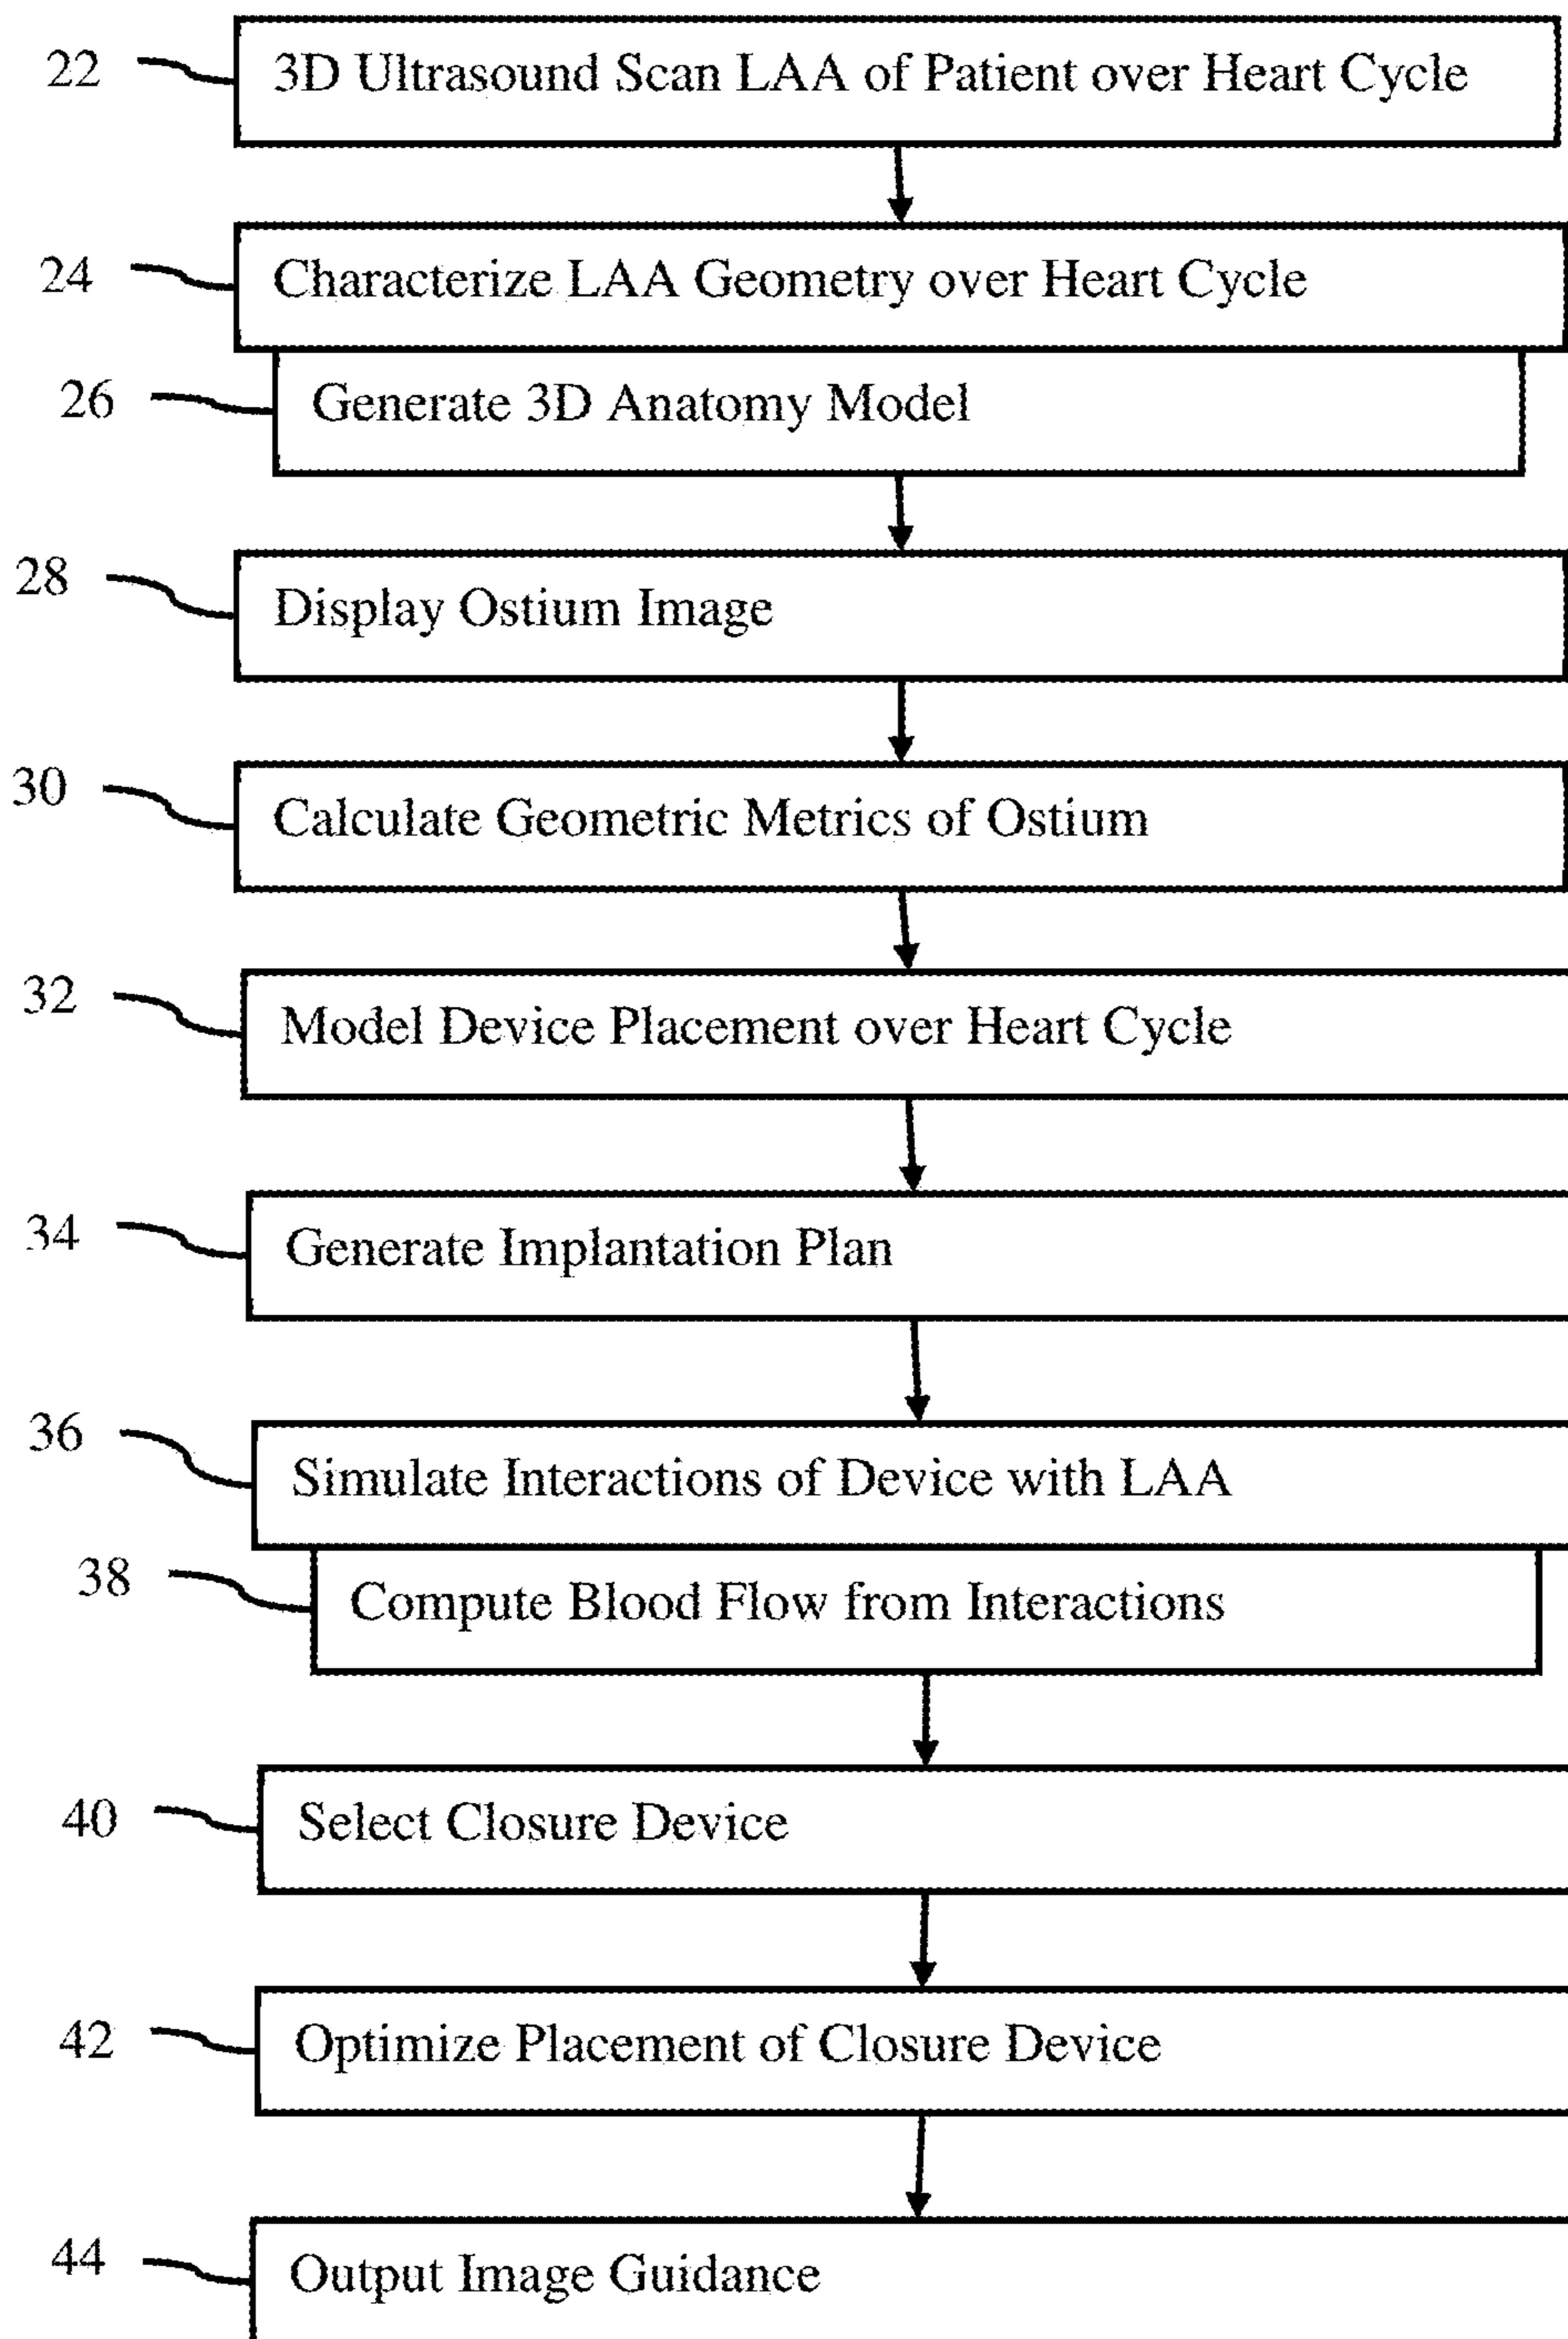 22 3D Ultrasound Scan LAA of Patient over Heart Cycle
24 Characterize LAA Geometry over Heart Cycle
26 Generate 3D Anatomy Model
28 Display Ostium Image
30 Calculate Geometric Metrics of Ostium
32 Model Device Placement over Heart Cycle
34 Generate Implantation Plan
36 Simulate Interactions of Device with LAA
38 Compute Blood Flow from Interactions
40 Select Closure Device
42 Optimize Placement of Closure Device
44 Output Image Guidance